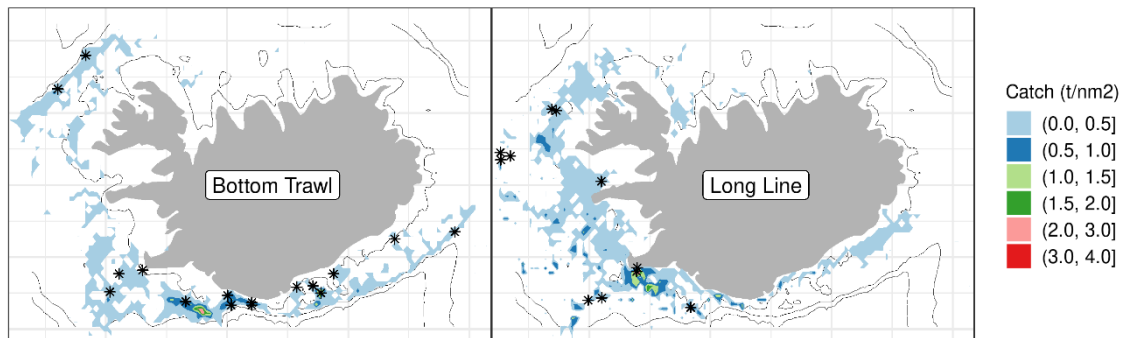 Bottom Trawl
Long Line
Catch (t/nm2)
(0.0, 0.5]
(0.5, 1.0]
(1.0, 1.5]
(1.5, 2.0]
(2.0, 3.0]
(3.0, 4.0]